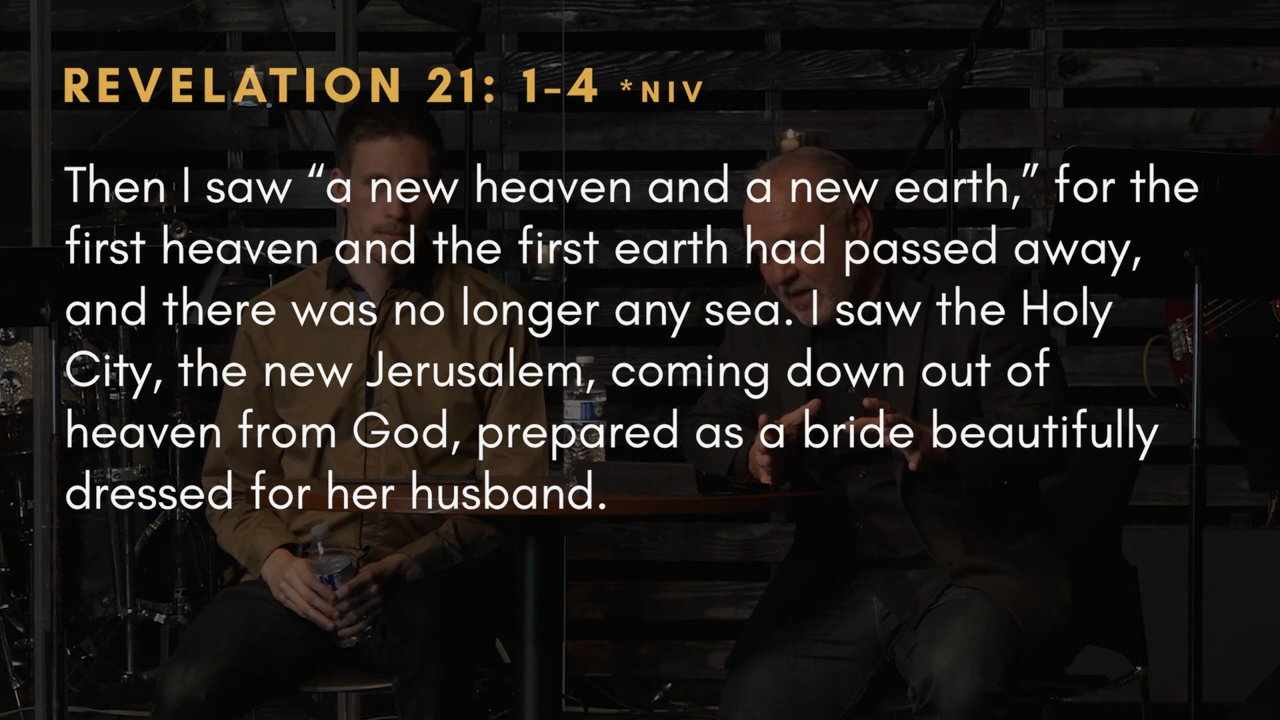 REVELATION 21: 1-4 *NIV
Then I saw “a new heaven and a new earth,” for the
first heaven and the first earth had passed away,
and there was no longer any sea. I saw the Holy
City, the new Jerusalem, coming down out of
heaven from God, prepared as a bride beautifully
dressed for her husband.